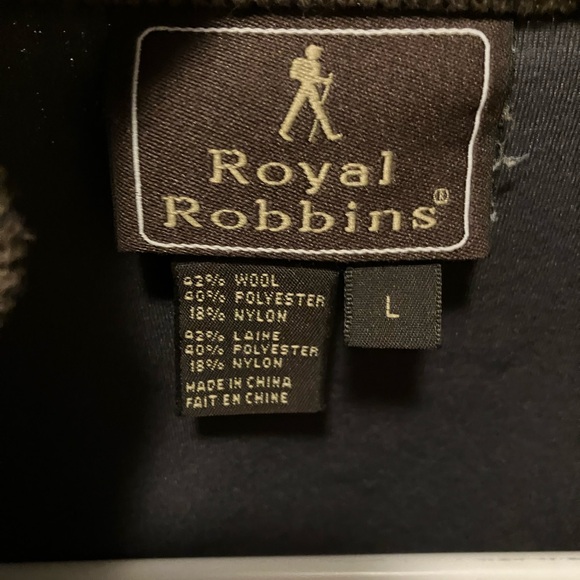 Royal
Robbins®
42% WOOL
40% POLYESTER
18% NYLON
42% LAINE
40% POLYESTER
18% NYLON
MADE IN CHINA
FAIT EN CHINE
L